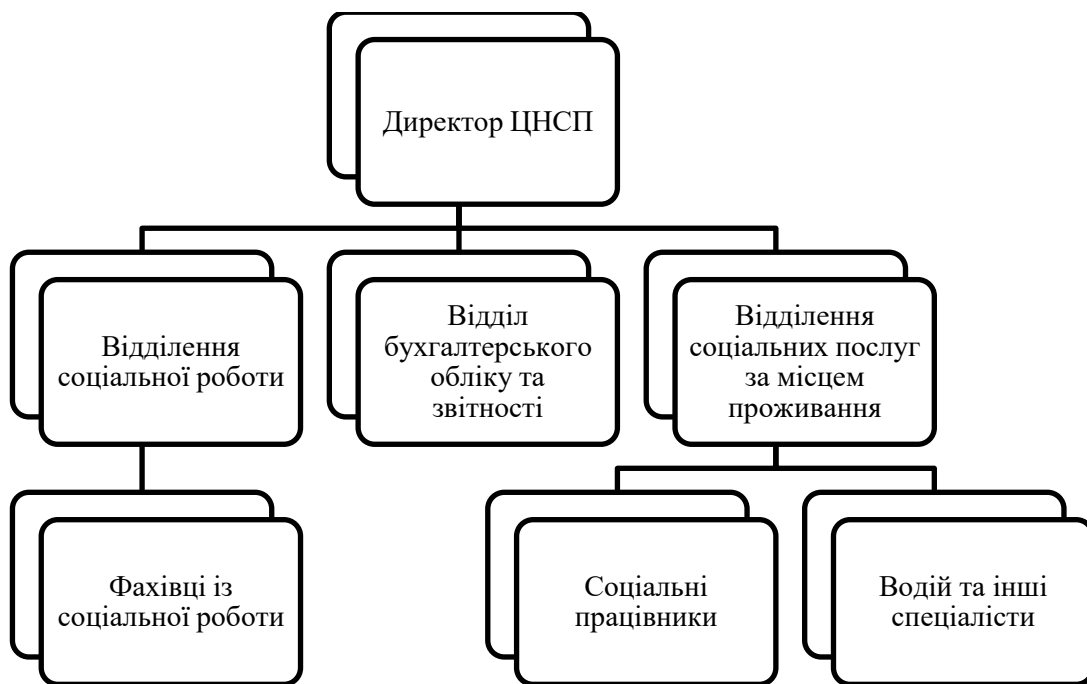 Директор ЦНСП
Відділення
соціальної роботи
Відділ
бухгалтерського
обліку та
звітності
Відділення
соціальних послуг
за місцем
проживання
Фахівці із
соціальної роботи
Соціальні
працівники
Водій та інші
спеціалісти